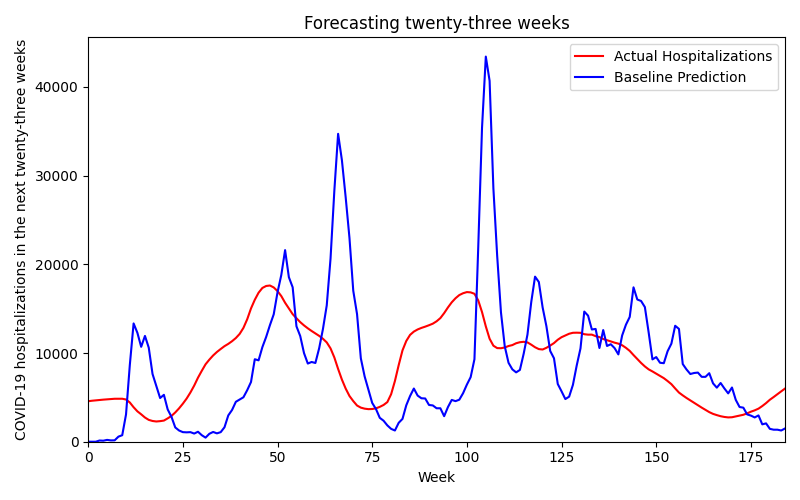 Forecasting twenty-three weeks
COVID-19 hospitalizations in the next twenty-three weeks
Actual Hospitalizations
Baseline Prediction
40000
30000
20000
10000
0
0 25 50 75 100 125 150 175
Week